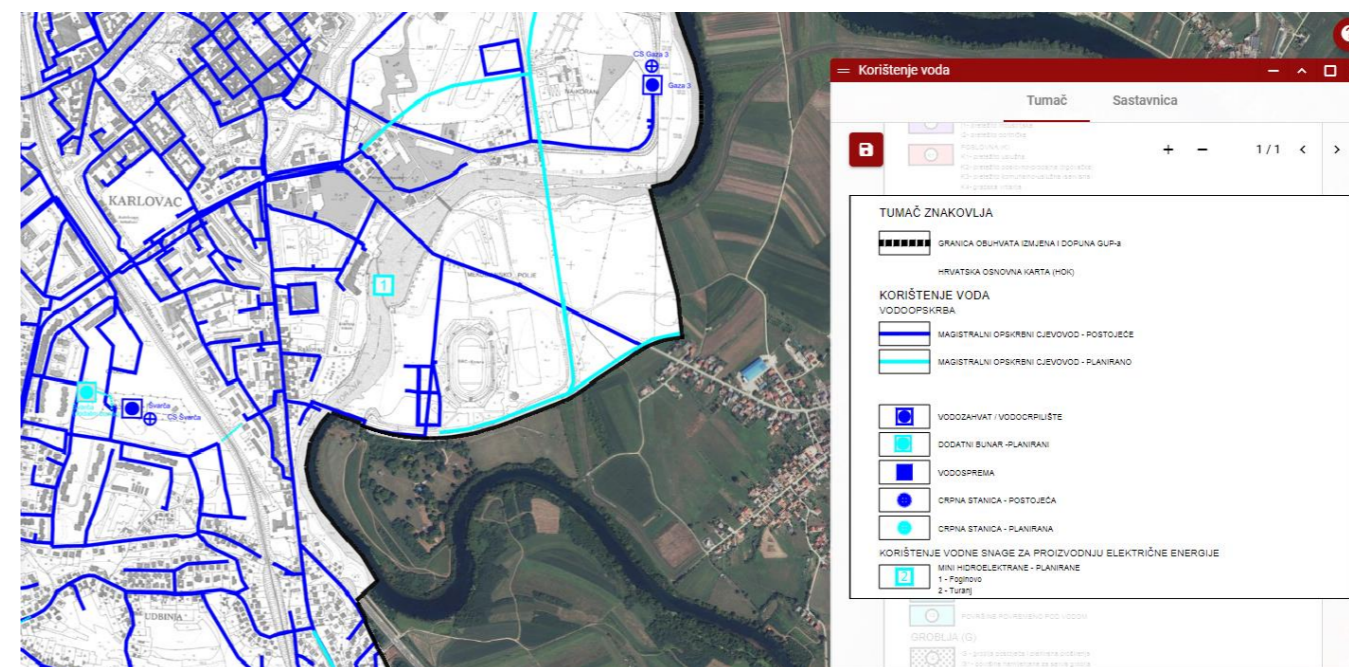 CS Gaza 3
Gaza 3
KARLOVAC
1
Švarča
CS Švarča
UDBINJA
Korištenje voda
Tumač Sastavnica
1 / 1
TUMAČ ZNAKOVLJA
GRANICA OBUHVATA IZMJENA I DOPUNA GUP-a
HRVATSKA OSNOVNA KARTA (HOK)
KORIŠTENJE VODA
VODOOPSKRBA
MAGISTRALNI OPSKRBNI CJEVOVOD - POSTOJEĆE
MAGISTRALNI OPSKRBNI CJEVOVOD - PLANIRANO
VODOZAHVAT / VODOCRPILIŠTE
DODATNI BUNAR -PLANIRANI
VODOSPREMA
CRPNA STANICA - POSTOJEĆA
CRPNA STANICA - PLANIRANA
KORIŠTENJE VODNE SNAGE ZA PROIZVODNJU ELEKTRIČNE ENERGIJE
2
MINI HIDROELEKTRANE - PLANIRANE
1 - Foginovo
2 - Turanj
GROBLJA (G)